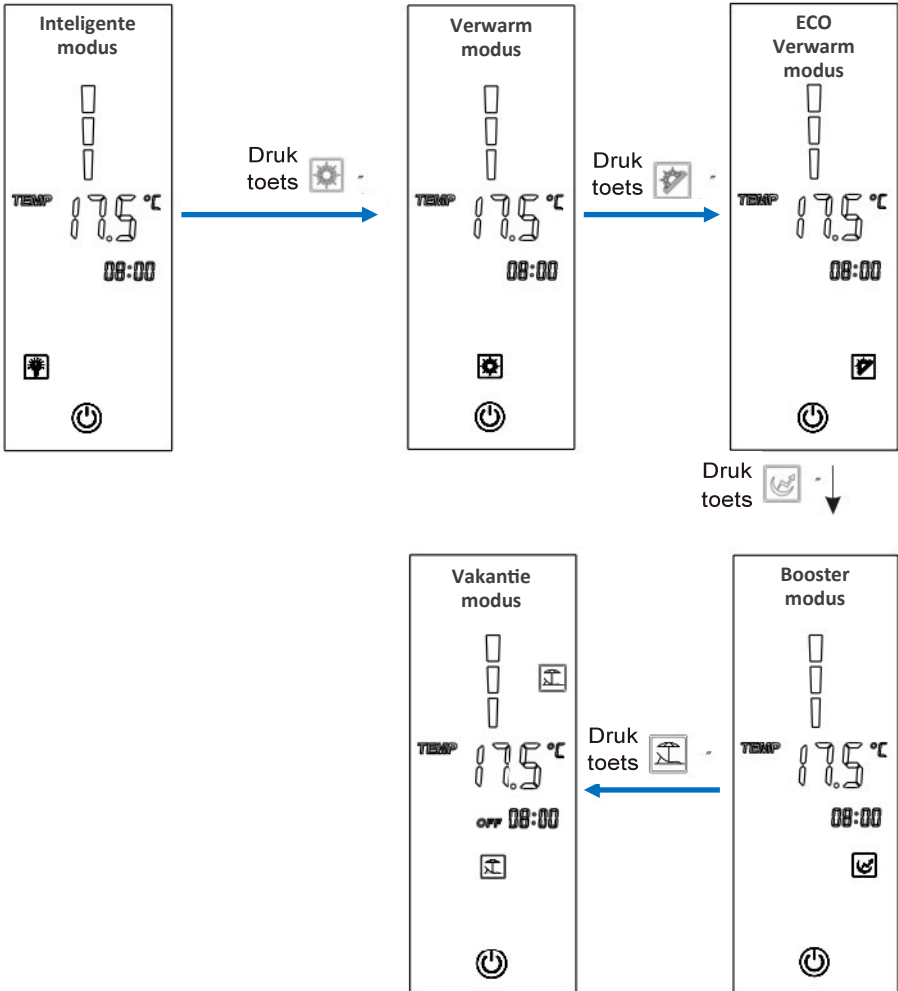 Inteligente
modus
TEMP 17.5 °C
08:00
Druk
toets "
Verwarm
modus
TEMP 17.5 °C
08:00
Druk
toets "
ECO
Verwarm
modus
TEMP 17.5 °C
08:00
Druk
toets "
Booster
modus
TEMP 17.5 °C
08:00
Druk
toets "
Vakantie
modus
TEMP 17.5 °C
OFF 08:00